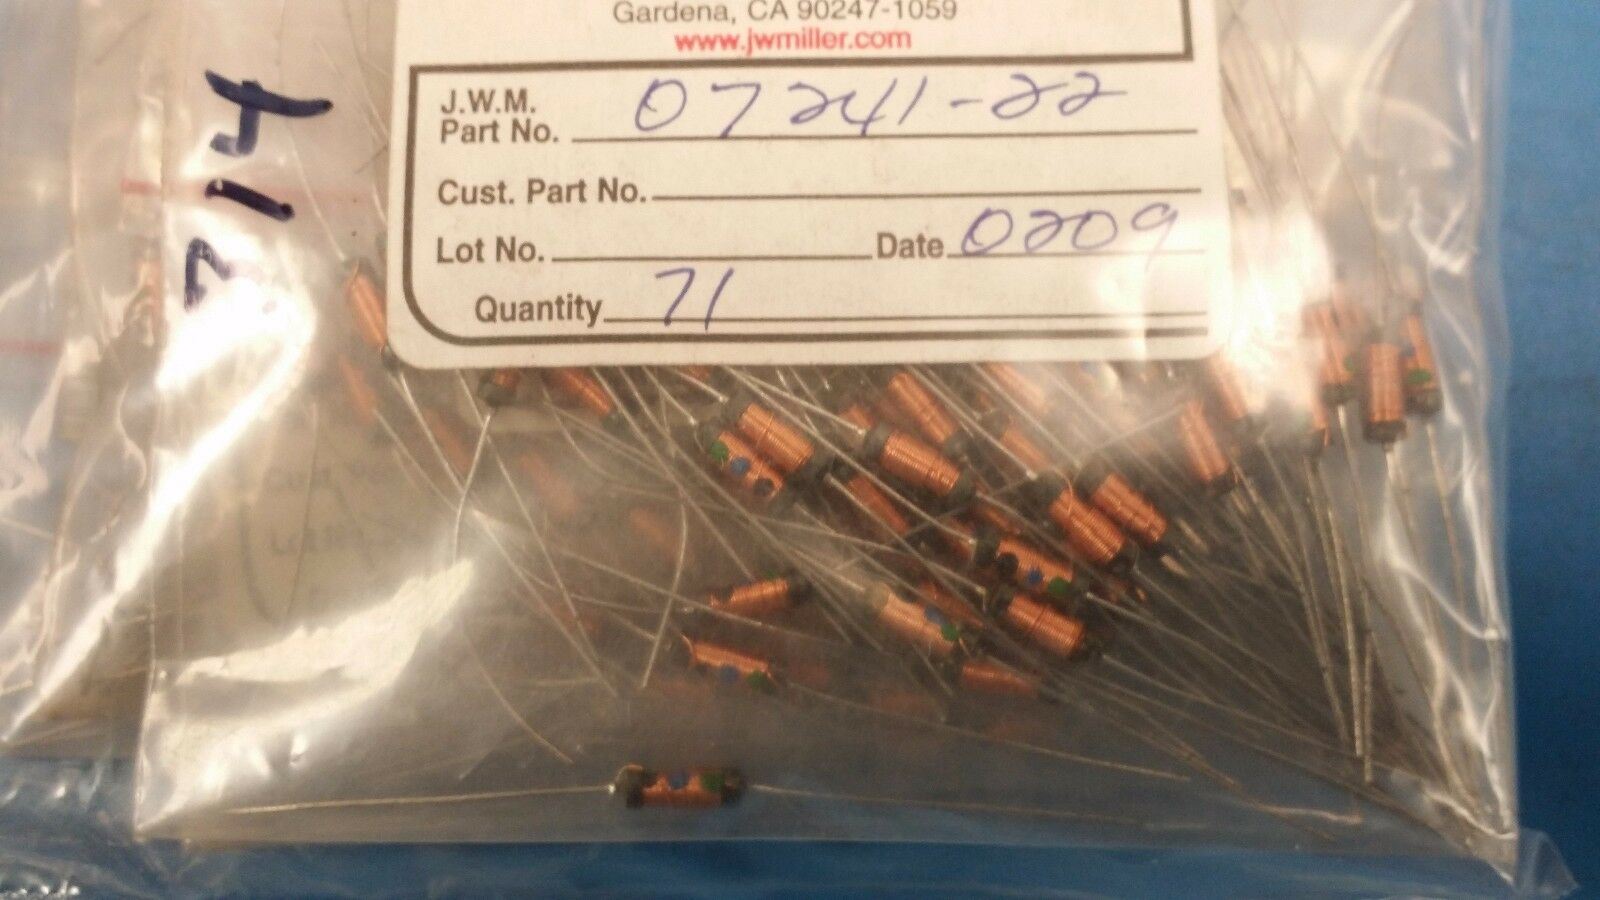 Gardena, CA 90247-1059
www.jwmiller.com
J.W.M.
Part No. 07241-22
Cust. Part No.
Lot No. Date 0209
Quantity 71